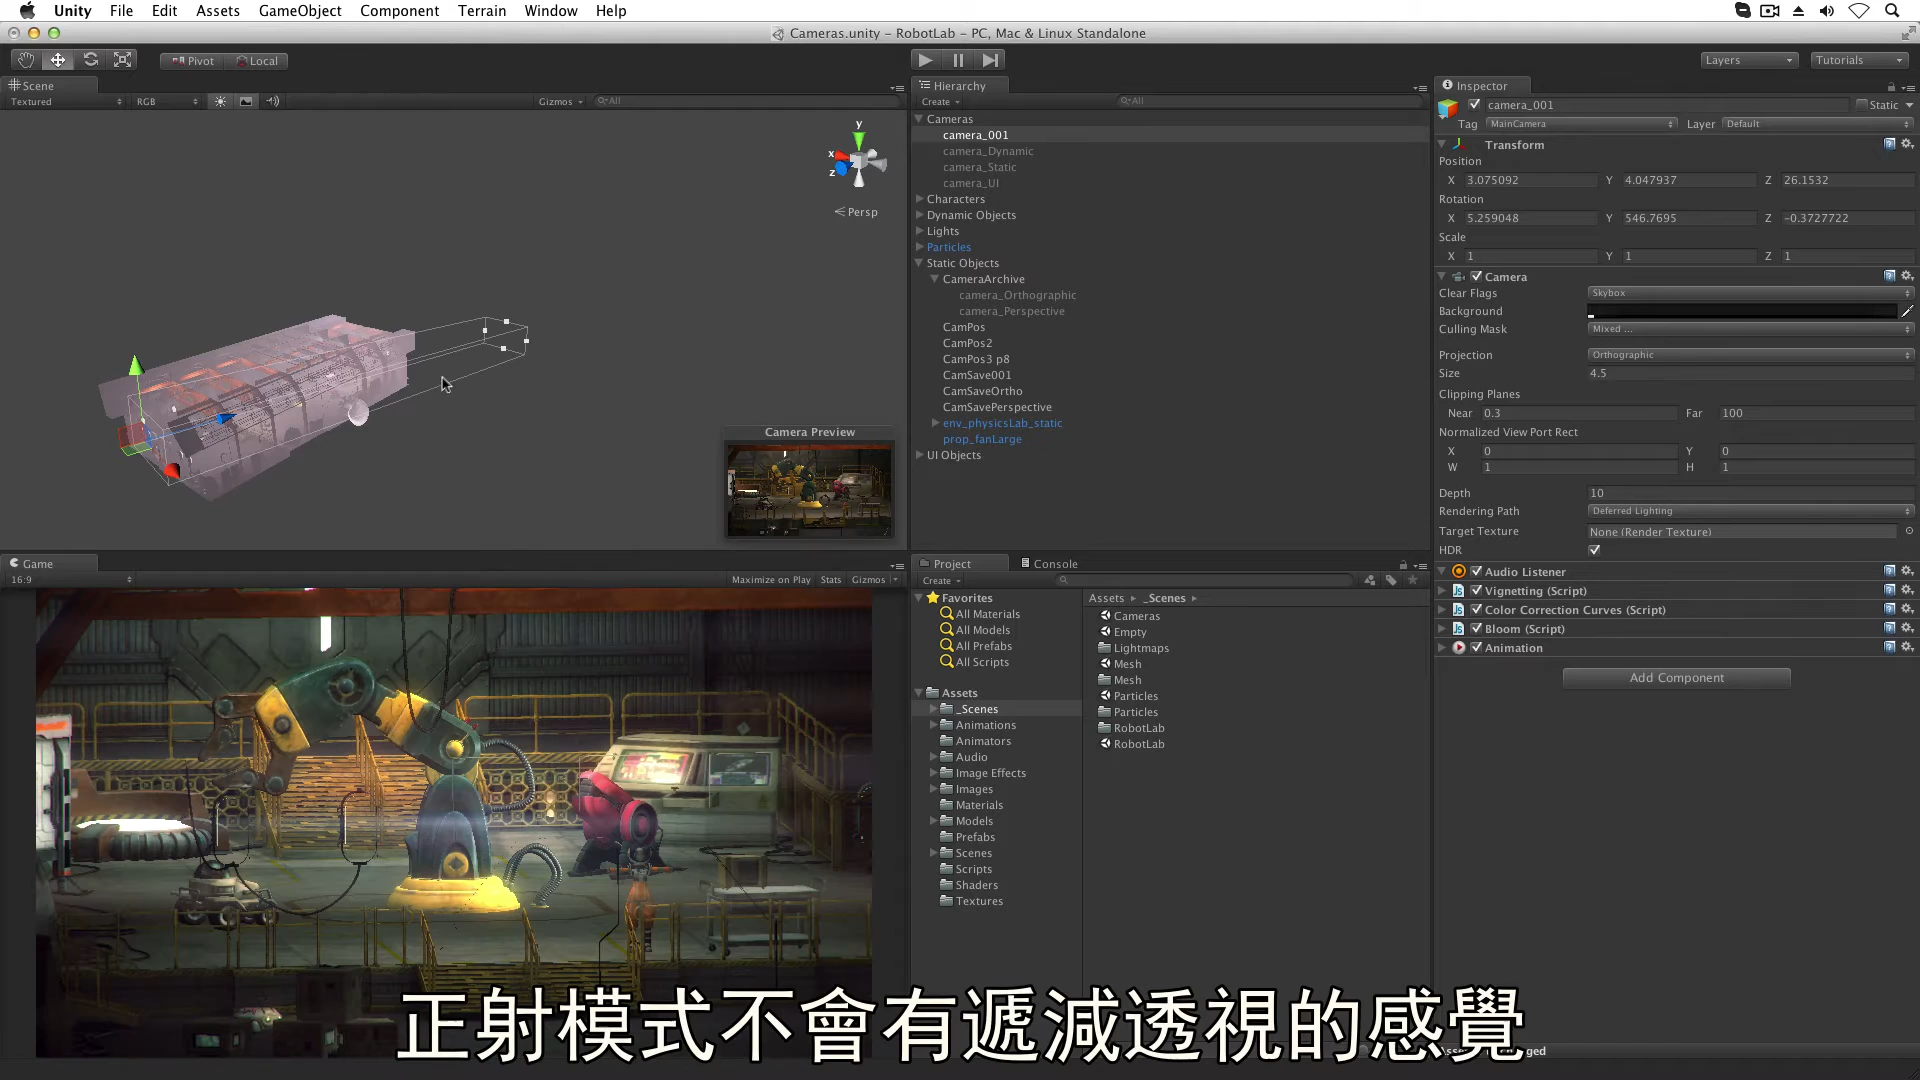 Unity File Edit Assets GameObject Component Terrain Window Help
Cameras.unity – RobotLab – PC, Mac & Linux Standalone
Pivot Local
Layers Tutorials
Scene
Textured RGB Gizmos All
y
x
z
Persp
Camera Preview
Hierarchy
Create All
Cameras
camera_001
camera_Dynamic
camera_Static
camera_UI
Characters
Dynamic Objects
Lights
Particles
Static Objects
CameraArchive
camera_Orthographic
camera_Perspective
CamPos
CamPos2
CamPos3 p8
CamSave001
CamSaveOrtho
CamSavePerspective
env_physicsLab_static
prop_fanLarge
UI Objects
Inspector
camera_001 Static
Tag MainCamera Layer Default
Transform
Position
X 3.075092 Y 4.047937 Z 26.1532
Rotation
X 5.259048 Y 546.7695 Z -0.3727722
Scale
X 1 Y 1 Z 1
Camera
Clear Flags Skybox
Background
Culling Mask Mixed ...
Projection Orthographic
Size 4.5
Clipping Planes
Near 0.3 Far 100
Normalized View Port Rect
X 0 Y 0
W 1 H 1
Depth 10
Rendering Path Deferred Lighting
Target Texture None (Render Texture)
HDR
Audio Listener
Vignetting (Script)
Color Correction Curves (Script)
Bloom (Script)
Animation
Add Component
Game
16:9 Maximize on Play Stats Gizmos
Project Console
Create
Favorites
All Materials
All Models
All Prefabs
All Scripts
Assets
_Scenes
Animations
Animators
Audio
Image Effects
Images
Materials
Models
Prefabs
Scenes
Scripts
Shaders
Textures
Assets _Scenes
Cameras
Empty
Lightmaps
Mesh
Mesh
Particles
Particles
RobotLab
RobotLab
正射模式不會有遞減透視的感覺